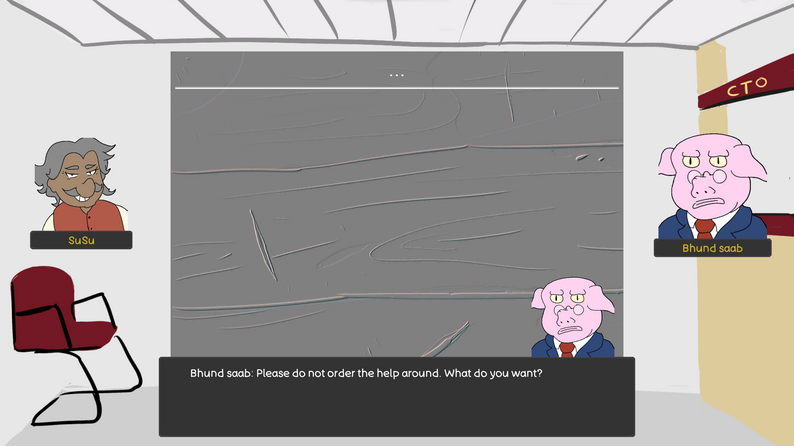 ...
CTO
SuSu
Bhund saab
Bhund saab: Please do not order the help around. What do you want?